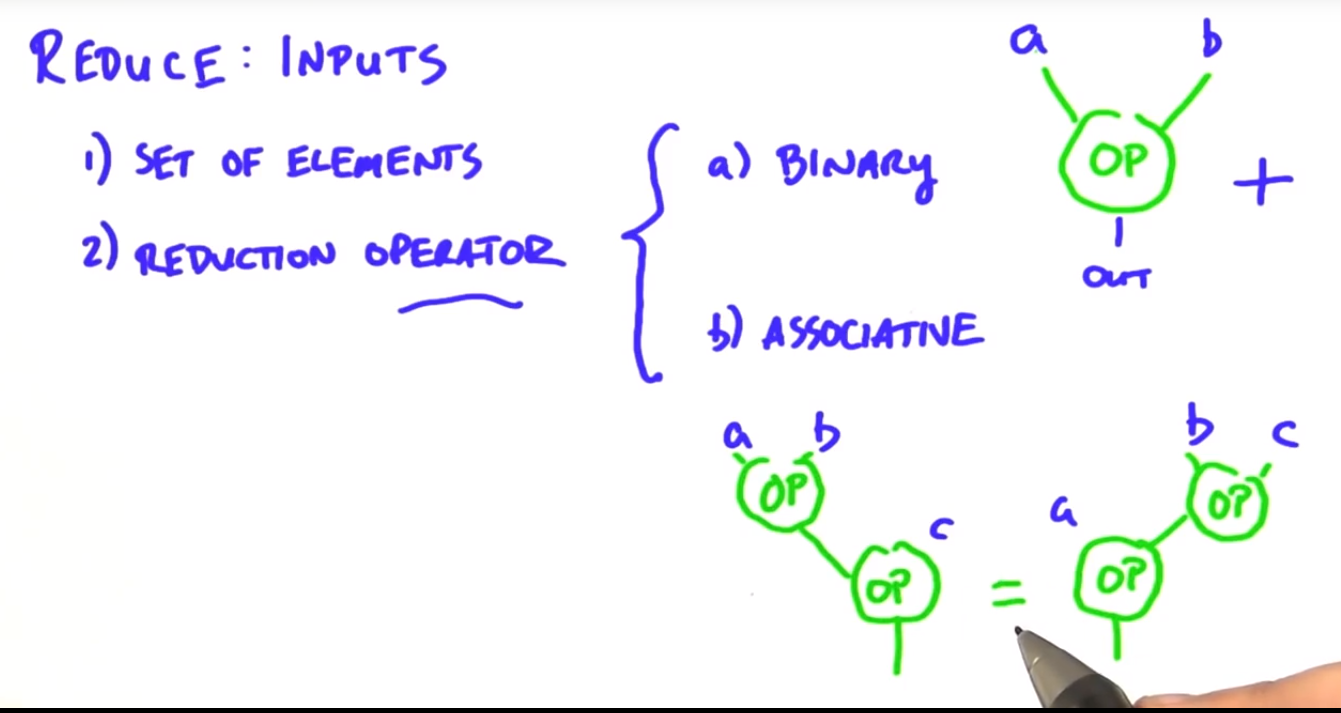 REDUCE: INPUTS
1) SET OF ELEMENTS
2) REDUCTION OPERATOR
a) BINARY
a b
OP
+
OUT
b) ASSOCIATIVE
a b
OP
c
OP
=
b c
OP
a
OP